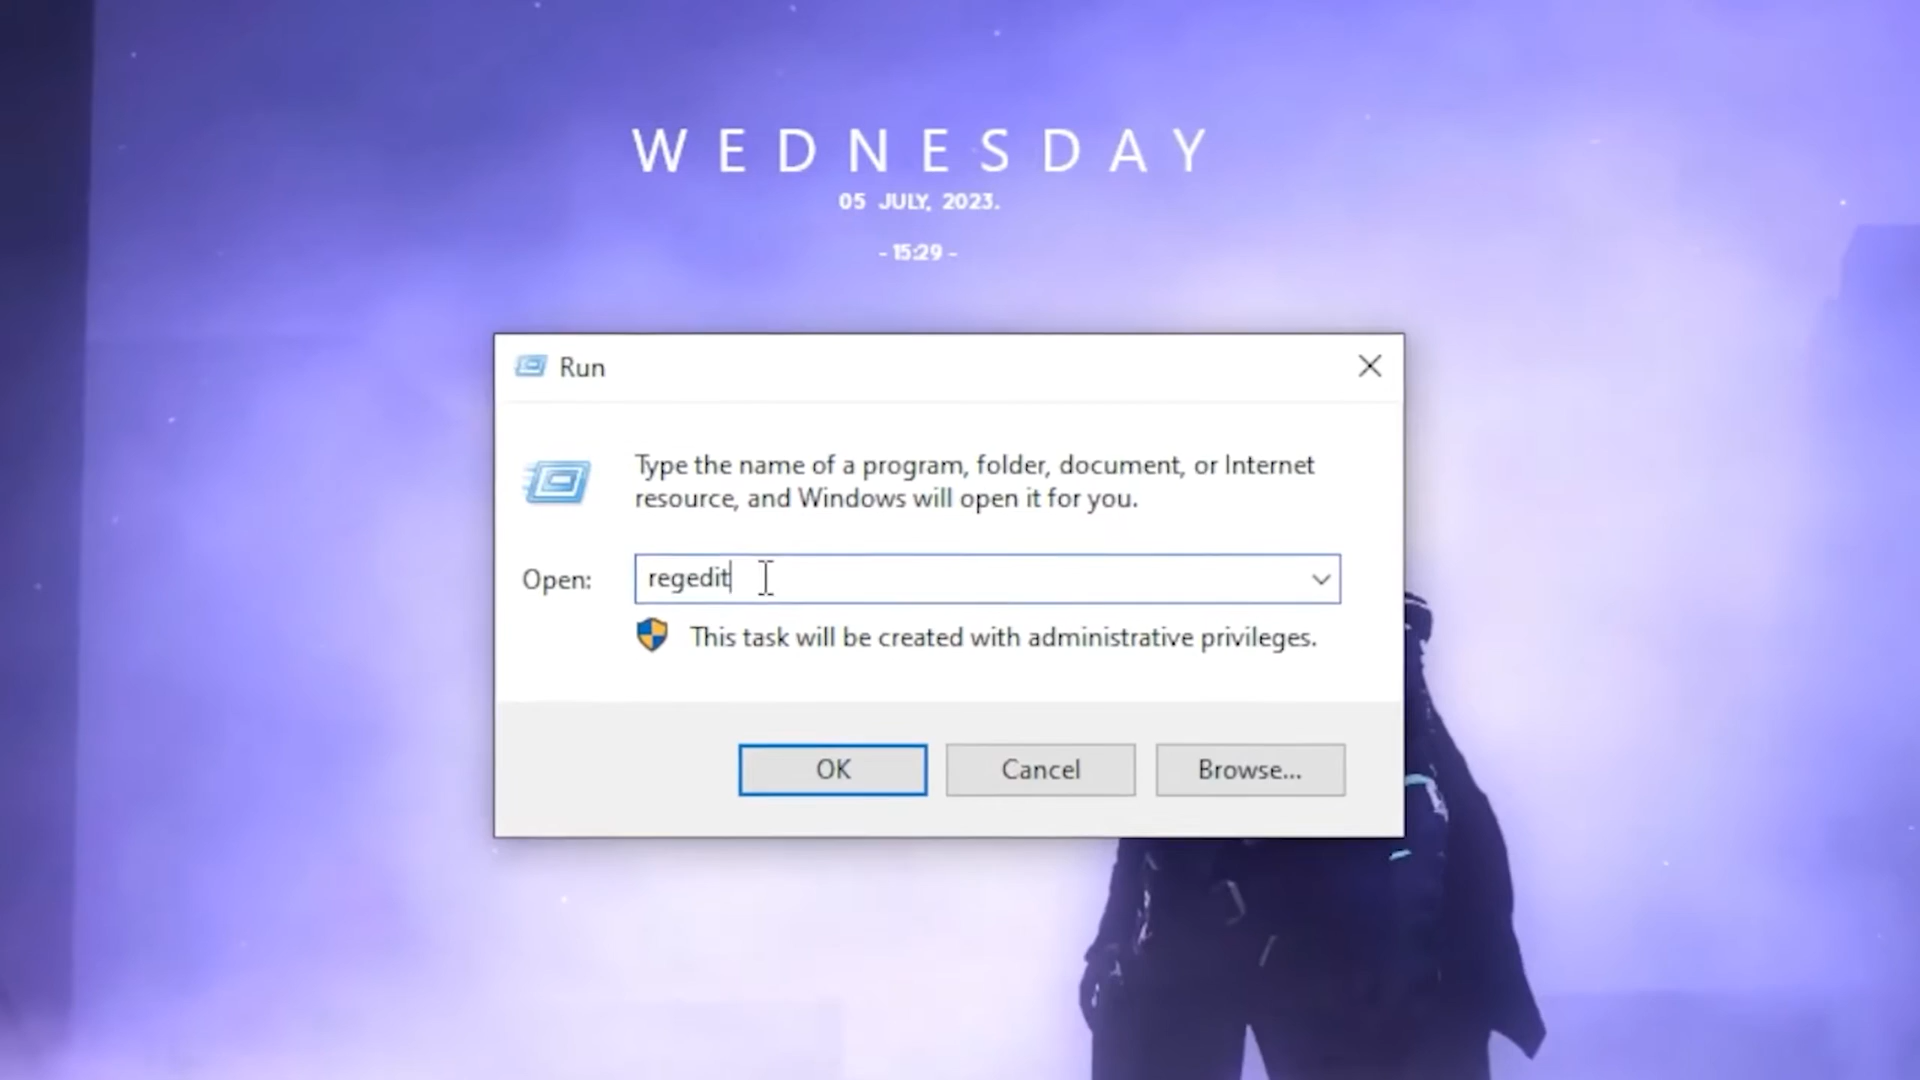 WEDNESDAY
05 JULY, 2023.
- 15:29 -
Run
Type the name of a program, folder, document, or Internet
resource, and Windows will open it for you.
Open: regedit
This task will be created with administrative privileges.
OK Cancel Browse...